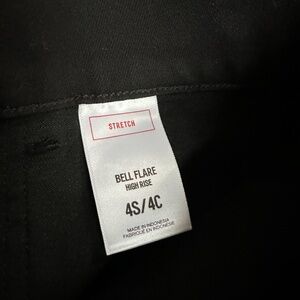 STRETCH
BELL FLARE
HIGH RISE
4S/4C
MADE IN INDONESIA
FABRIQUÉ EN INDONÉSIE